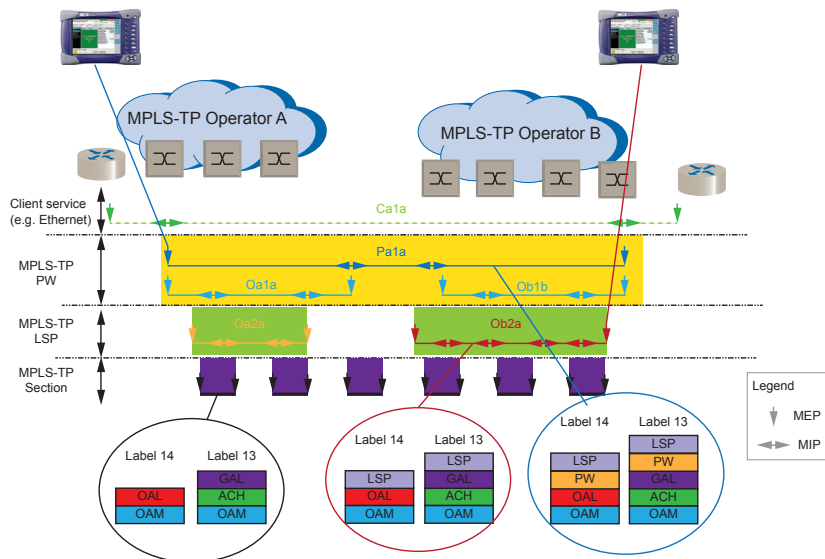 MPLS-TP Operator A
MPLS-TP Operator B
Client service
(e.g. Ethernet)
Ca1a
MPLS-TP
PW
Pa1a
Oa1a
Ob1b
MPLS-TP
LSP
Oa2a
Ob2a
MPLS-TP
Section
Legend
MEP
MIP
Label 14
Label 13
OAL
OAM
GAL
ACH
OAM
Label 14
Label 13
LSP
OAL
OAM
LSP
GAL
ACH
OAM
Label 14
Label 13
LSP
PW
OAL
OAM
LSP
PW
GAL
ACH
OAM